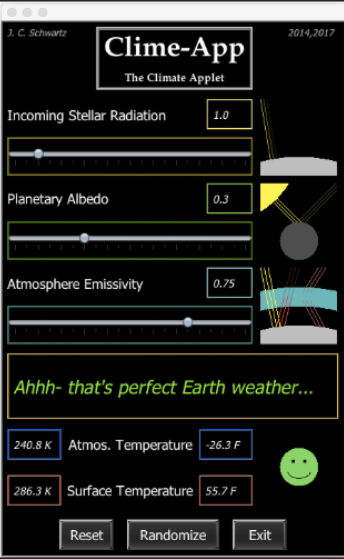 J. C. Schwartz
2014,2017
Clime-App
The Climate Applet
Incoming Stellar Radiation 1.0
Planetary Albedo 0.3
Atmosphere Emissivity 0.75
Ahhh- that's perfect Earth weather...
240.8 K Atmos. Temperature -26.3 F
286.3 K Surface Temperature 55.7 F
Reset Randomize Exit